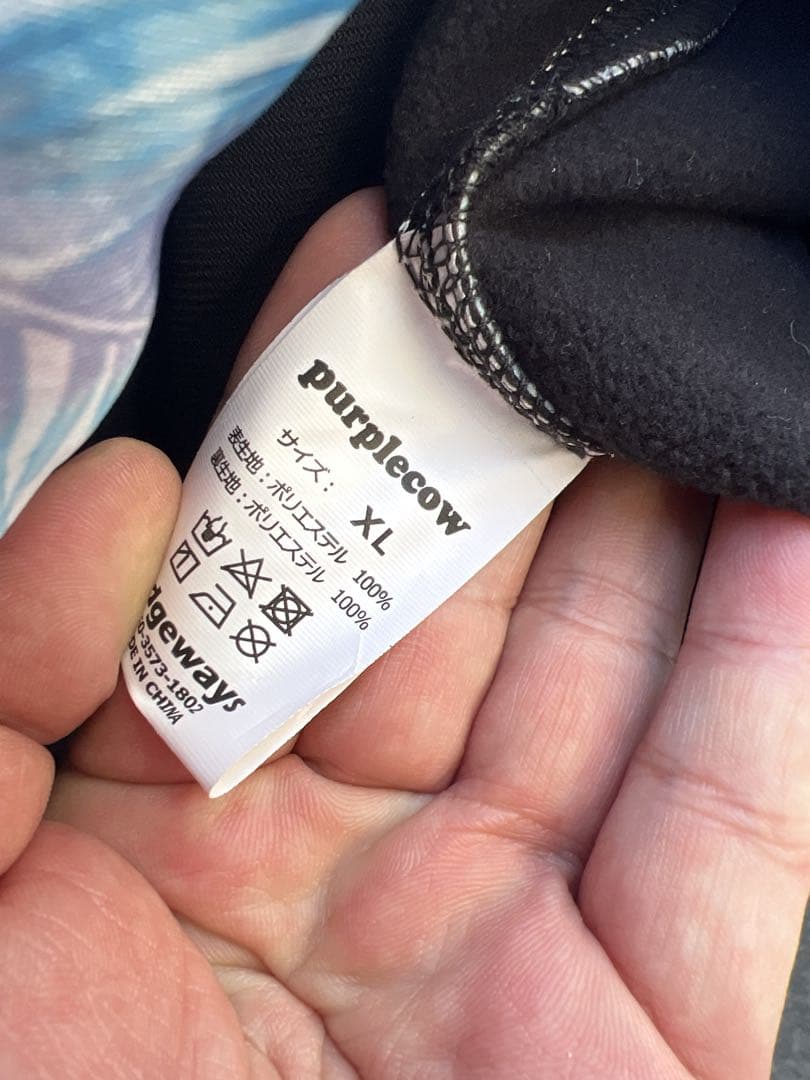 purplecow
サイズ： XL
表生地：ポリエステル 100%
裏生地：ポリエステル 100%
dgeways
0-3573-1802
DE IN CHINA